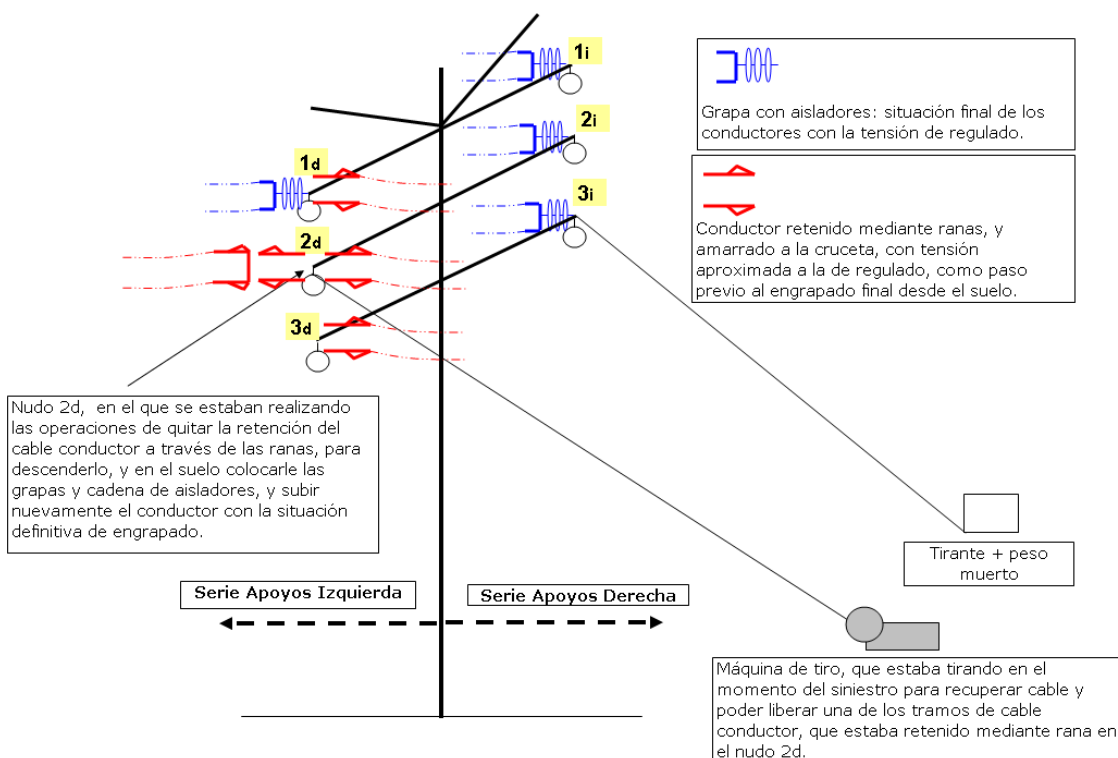 1i
2i
3i
1d
2d
3d
Grapa con aisladores: situación final de los
conductores con la tensión de regulado.
Conductor retenido mediante ranas, y
amarrado a la cruceta, con tensión
aproximada a la de regulado, como paso
previo al engrapado final desde el suelo.
Nudo 2d, en el que se estaban realizando
las operaciones de quitar la retención del
cable conductor a través de las ranas, para
descenderlo, y en el suelo colocarle las
grapas y cadena de aisladores, y subir
nuevamente el conductor con la situación
definitiva de engrapado.
Tirante + peso
muerto
Serie Apoyos Izquierda
Serie Apoyos Derecha
Máquina de tiro, que estaba tirando en el
momento del siniestro para recuperar cable y
poder liberar una de los tramos de cable
conductor, que estaba retenido mediante rana en
el nudo 2d.